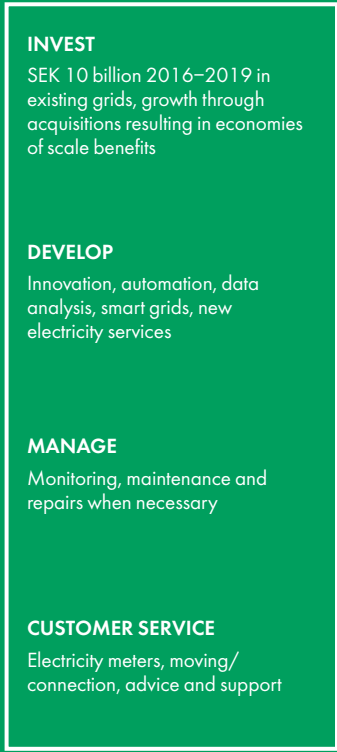 INVEST
SEK 10 billion 2016–2019 in
existing grids, growth through
acquisitions resulting in economies
of scale benefits
DEVELOP
Innovation, automation, data
analysis, smart grids, new
electricity services
MANAGE
Monitoring, maintenance and
repairs when necessary
CUSTOMER SERVICE
Electricity meters, moving/
connection, advice and support